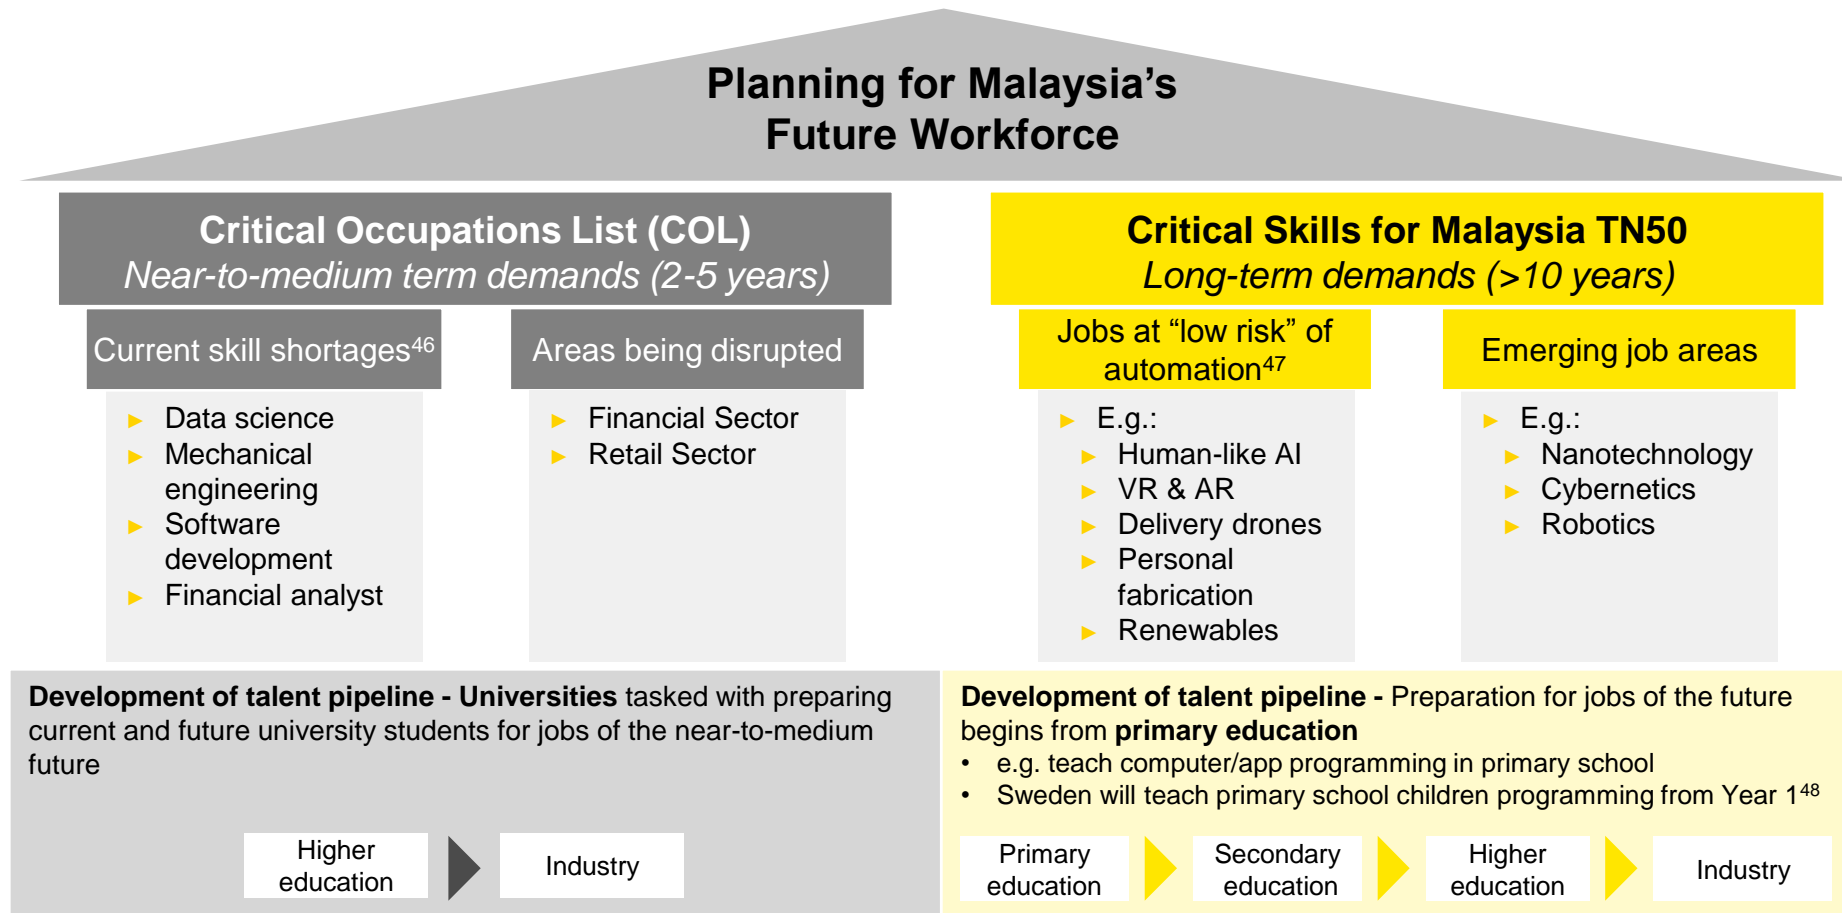 Planning for Malaysia’s
Future Workforce
Critical Occupations List (COL)
Near-to-medium term demands (2-5 years)
Current skill shortages46
► Data science
► Mechanical
engineering
► Software
development
► Financial analyst
Areas being disrupted
► Financial Sector
► Retail Sector
Development of talent pipeline - Universities tasked with preparing
current and future university students for jobs of the near-to-medium
future
Higher
education
Industry
Critical Skills for Malaysia TN50
Long-term demands (>10 years)
Jobs at “low risk” of
automation47
► E.g.:
► Human-like AI
► VR & AR
► Delivery drones
► Personal
fabrication
► Renewables
Emerging job areas
► E.g.:
► Nanotechnology
► Cybernetics
► Robotics
Development of talent pipeline - Preparation for jobs of the future
begins from primary education
• e.g. teach computer/app programming in primary school
• Sweden will teach primary school children programming from Year 148
Primary
education
Secondary
education
Higher
education
Industry